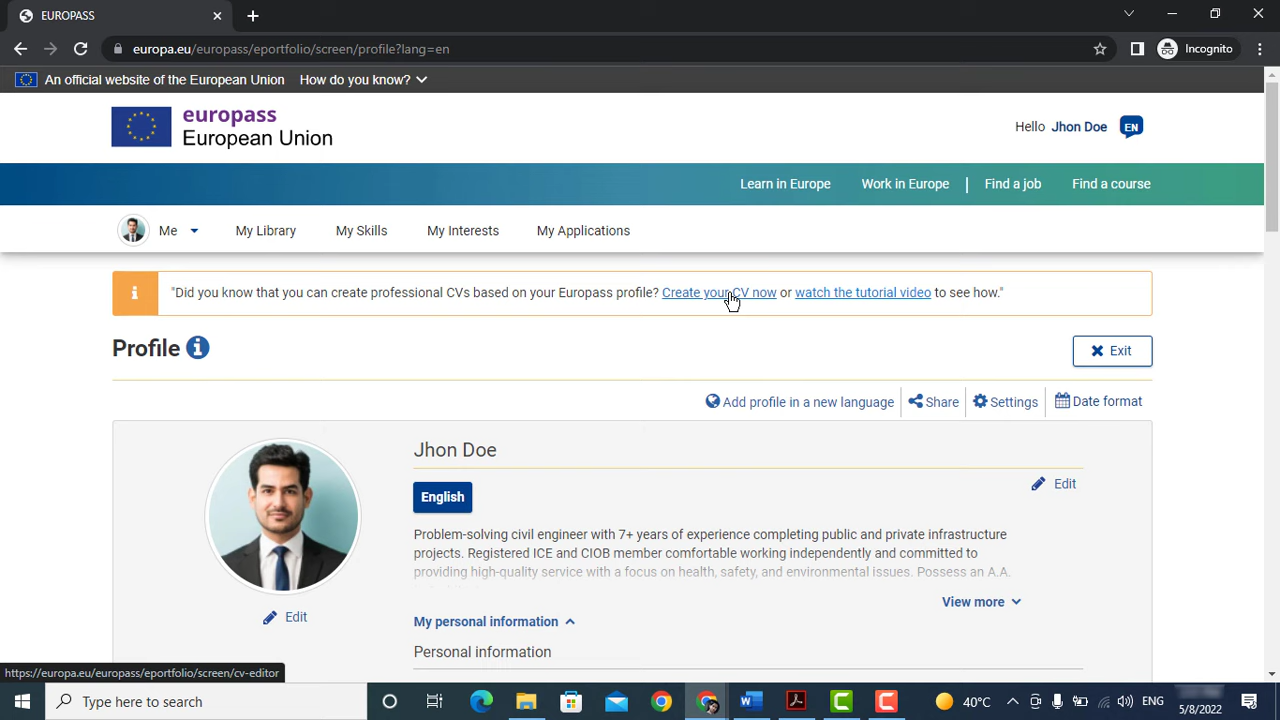 EUROPASS
europa.eu/europass/eportfolio/screen/profile?lang=en
Incognito
An official website of the European Union How do you know?
europass
European Union
Hello Jhon Doe EN
Learn in Europe Work in Europe | Find a job Find a course
Me My Library My Skills My Interests My Applications
"Did you know that you can create professional CVs based on your Europass profile? Create your CV now or watch the tutorial video to see how."
Profile
Exit
Add profile in a new language Share Settings Date format
Jhon Doe
English
Edit
Problem-solving civil engineer with 7+ years of experience completing public and private infrastructure
projects. Registered ICE and CIOB member comfortable working independently and committed to
providing high-quality service with a focus on health, safety, and environmental issues. Possess an A.A.
View more
Edit
My personal information
Personal information
https://europa.eu/europass/eportfolio/screen/cv-editor
Type here to search
40°C
ENG
5/8/2022